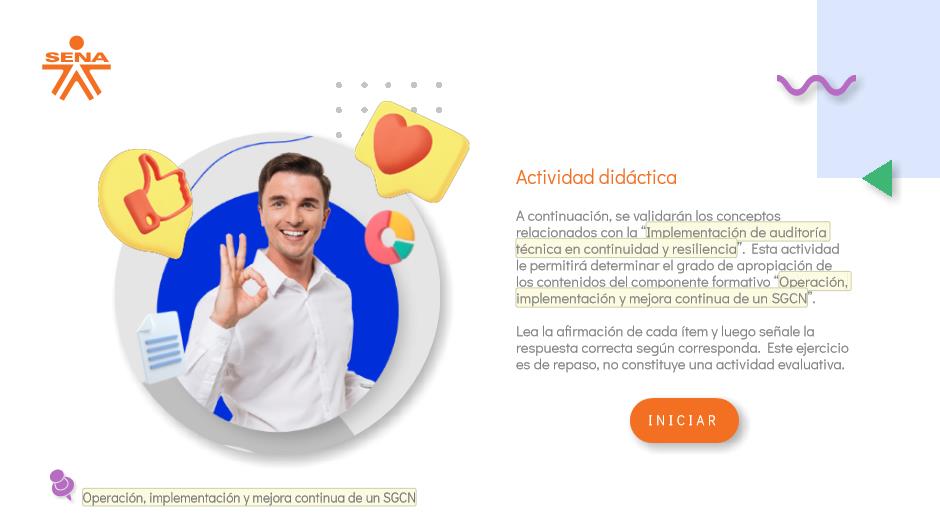 SENA
Actividad didáctica
A continuación, se validarán los conceptos
relacionados con la “Implementación de auditoría
técnica en continuidad y resiliencia”. Esta actividad
le permitirá determinar el grado de apropiación de
los contenidos del componente formativo “Operación,
implementación y mejora continua de un SGCN”.
Lea la afirmación de cada ítem y luego señale la
respuesta correcta según corresponda. Este ejercicio
es de repaso, no constituye una actividad evaluativa.
INICIAR
Operación, implementación y mejora continua de un SGCN